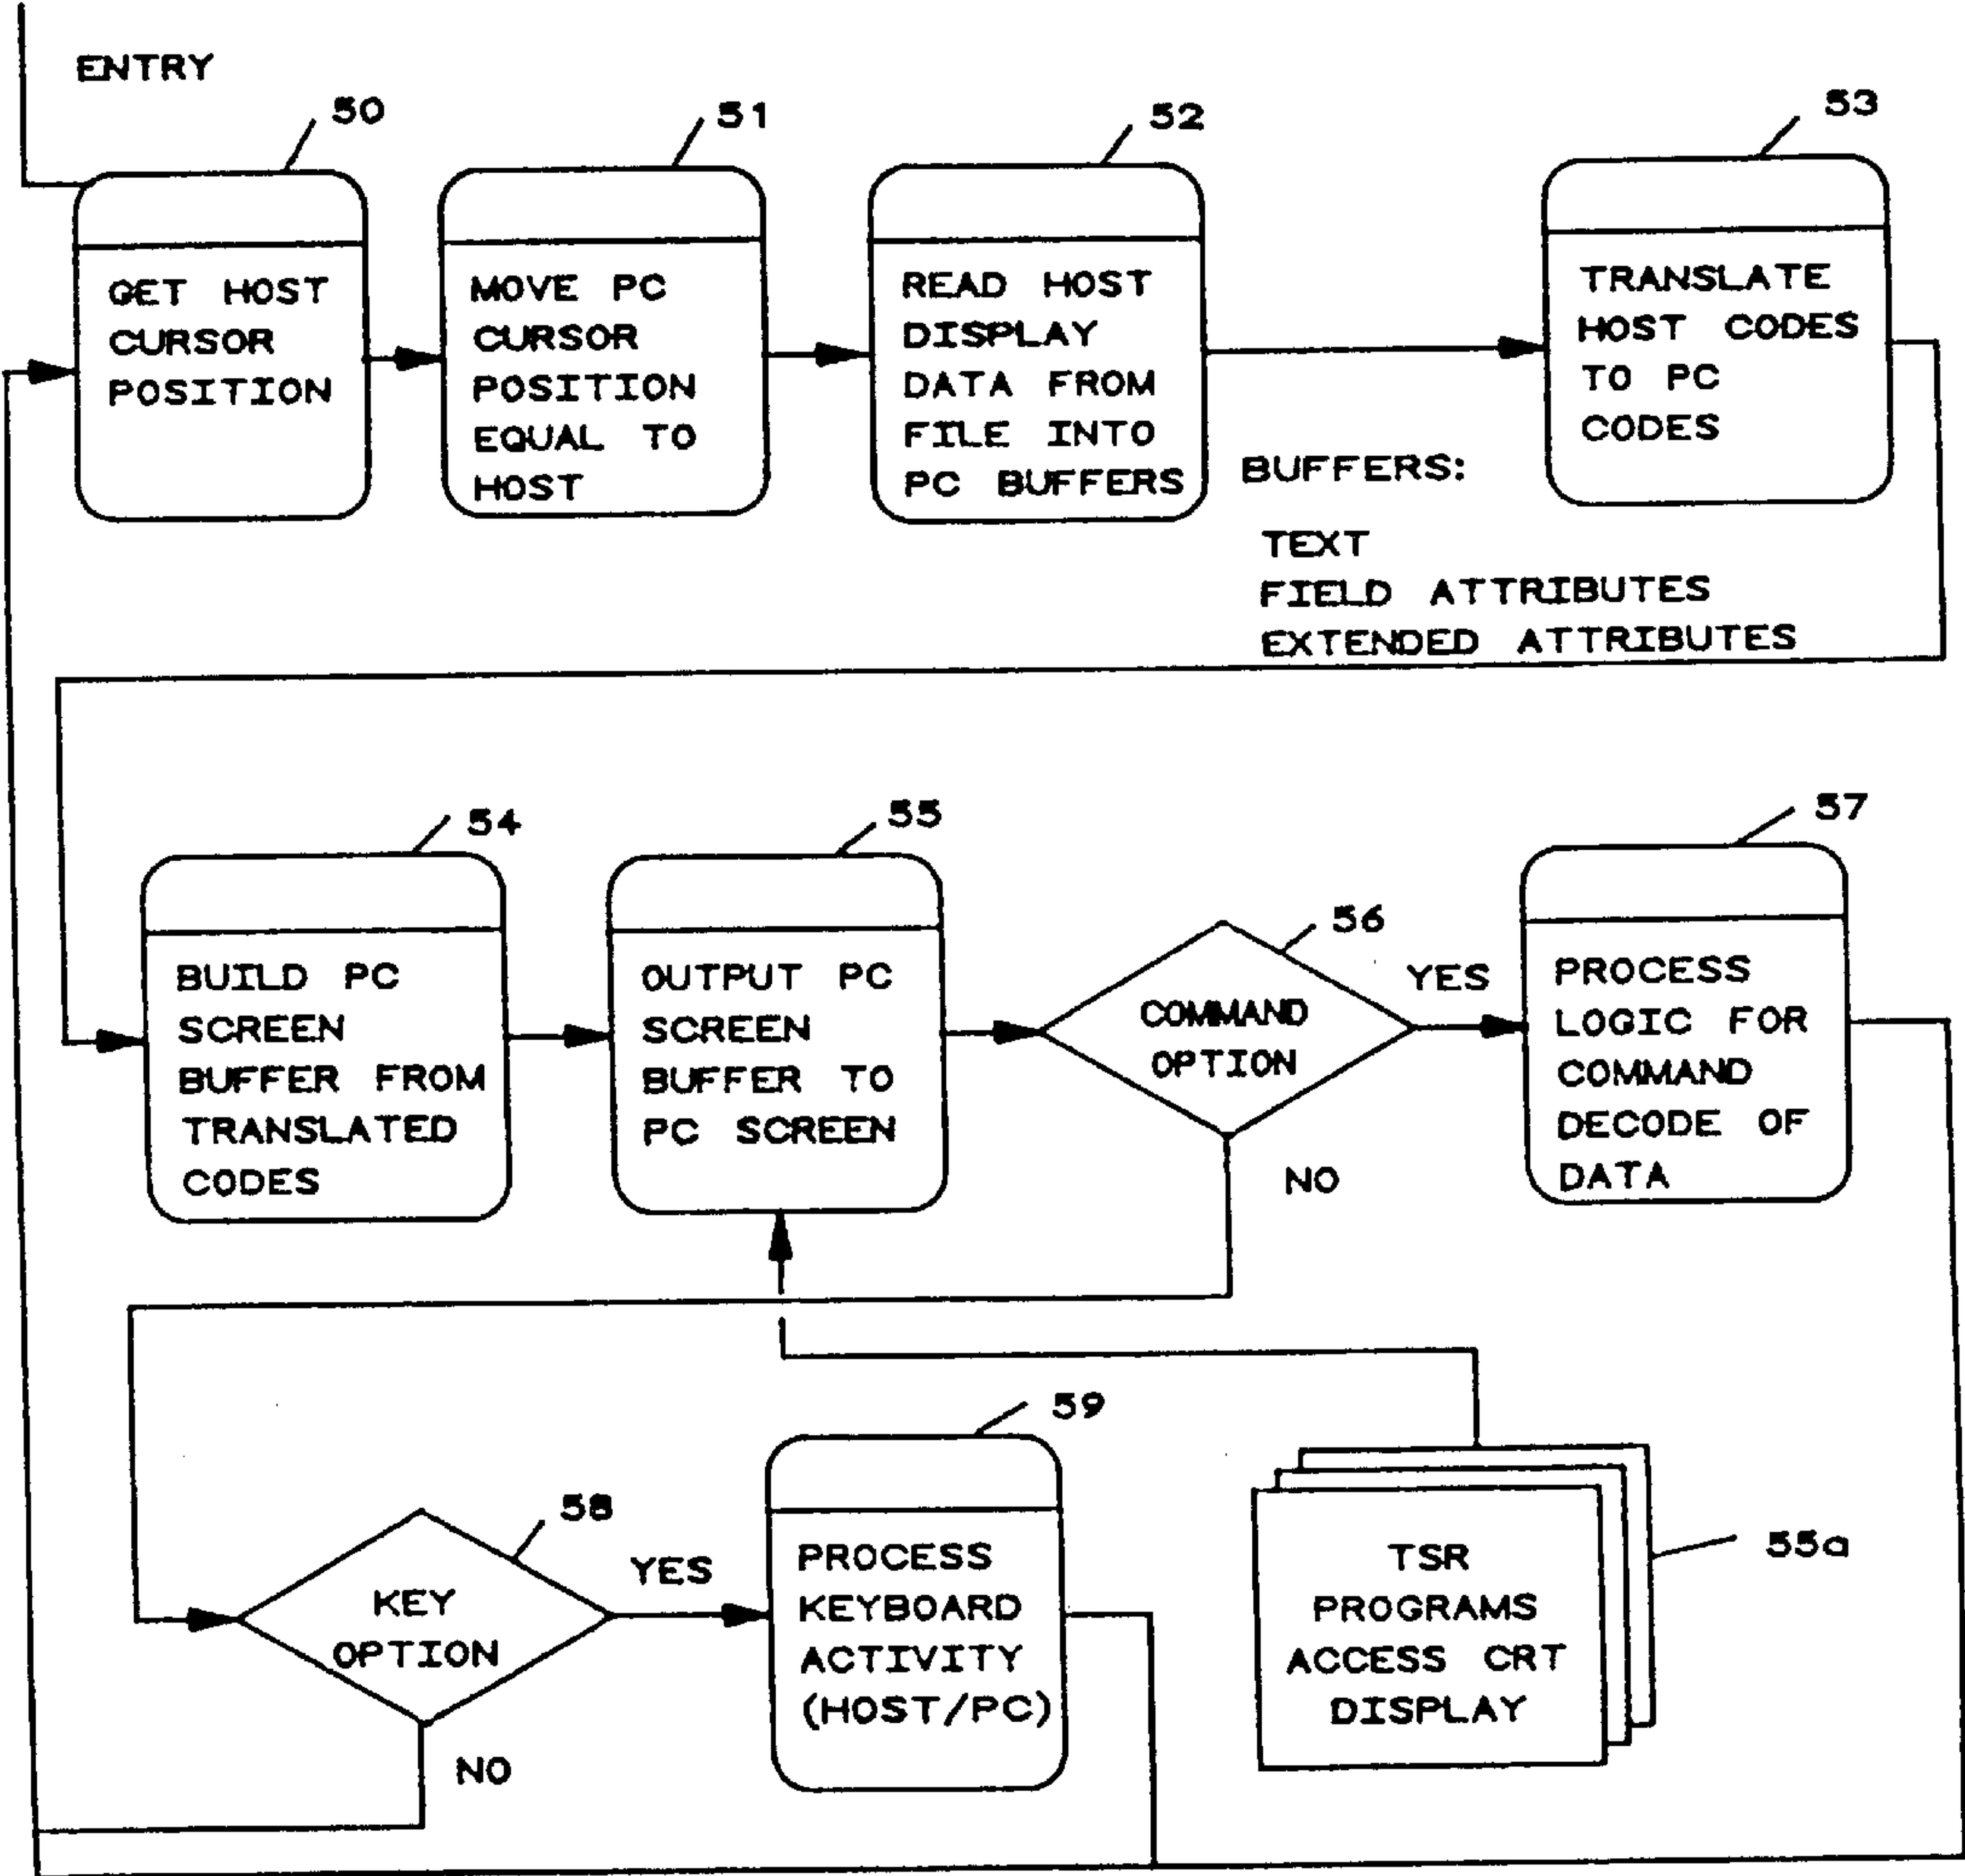 ENTRY
50
51
52
53
GET HOST
CURSOR
POSITION
MOVE PC
CURSOR
POSITION
EQUAL TO
HOST
READ HOST
DISPLAY
DATA FROM
FILE INTO
PC BUFFERS
BUFFERS:
TEXT
FIELD ATTRIBUTES
EXTENDED ATTRIBUTES
TRANSLATE
HOST CODES
TO PC
CODES
54
55
56
57
BUILD PC
SCREEN
BUFFER FROM
TRANSLATED
CODES
OUTPUT PC
SCREEN
BUFFER TO
PC SCREEN
COMMAND
OPTION
YES
NO
PROCESS
LOGIC FOR
COMMAND
DECODE OF
DATA
58
59
55a
KEY
OPTION
YES
NO
PROCESS
KEYBOARD
ACTIVITY
(HOST/PC)
TSR
PROGRAMS
ACCESS CRT
DISPLAY